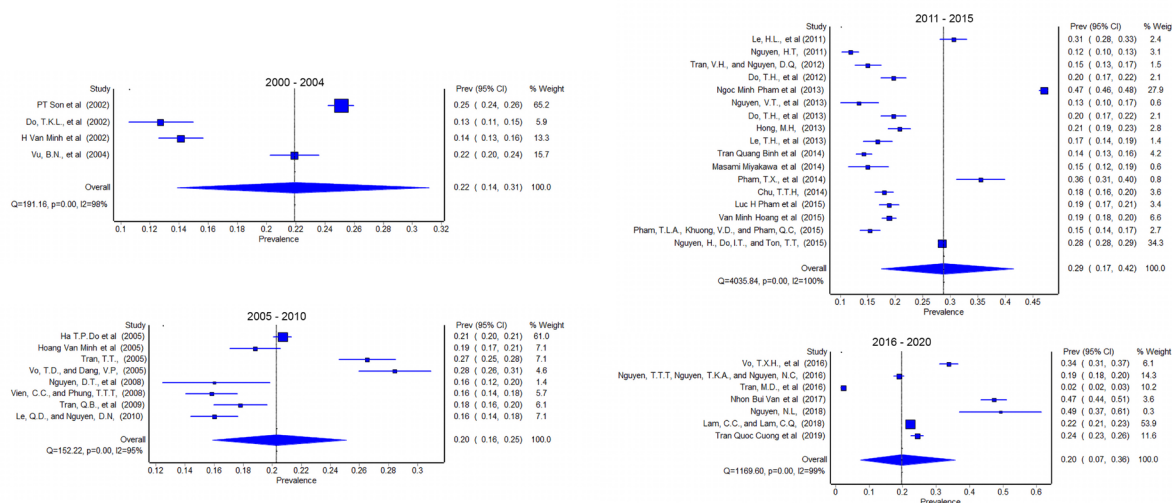 2000 - 2004
Study Prev (95% CI) % Weight
PT Son et al (2002) 0.25 ( 0.24, 0.26) 65.2
Do, T.K.L., et al (2002) 0.13 ( 0.11, 0.15) 5.9
H Van Minh et al (2002) 0.14 ( 0.13, 0.16) 13.3
Vu, B.N., et al (2004) 0.22 ( 0.20, 0.24) 15.7
Overall 0.22 ( 0.14, 0.31) 100.0
Q=191.16, p=0.00, I2=98%
0.1 0.12 0.14 0.16 0.18 0.2 0.22 0.24 0.26 0.28 0.3 0.32
Prevalence
2005 - 2010
Study Prev (95% CI) % Weight
Ha T.P.Do et al (2005) 0.21 ( 0.20, 0.21) 61.0
Hoang Van Minh et al (2005) 0.19 ( 0.17, 0.21) 7.1
Tran, T.T., (2005) 0.27 ( 0.25, 0.28) 7.1
Vo, T.D., and Dang, V.P, (2005) 0.28 ( 0.26, 0.31) 4.6
Nguyen, D.T., et al (2008) 0.16 ( 0.12, 0.20) 1.4
Vien, C.C., and Phung, T.T.T, (2008) 0.16 ( 0.14, 0.18) 5.7
Tran, Q.B., et al (2009) 0.18 ( 0.16, 0.20) 6.1
Le, Q.D., and Nguyen, D.N, (2010) 0.16 ( 0.14, 0.18) 7.1
Overall 0.20 ( 0.16, 0.25) 100.0
Q=152.22, p=0.00, I2=95%
0.12 0.14 0.16 0.18 0.2 0.22 0.24 0.26 0.28 0.3
Prevalence
2011 - 2015
Study Prev (95% CI) % Weig
Le, H.L., et al (2011) 0.31 ( 0.28, 0.33) 2.4
Nguyen, H.T, (2011) 0.12 ( 0.10, 0.13) 3.1
Tran, V.H., and Nguyen, D.Q, (2012) 0.15 ( 0.13, 0.17) 1.5
Do, T.H., et al (2012) 0.20 ( 0.17, 0.22) 2.1
Ngoc Minh Pham et al (2013) 0.47 ( 0.46, 0.48) 27.9
Nguyen, V.T., et al (2013) 0.13 ( 0.10, 0.17) 0.6
Do, T.H., et al (2013) 0.20 ( 0.17, 0.22) 2.1
Hong, M.H, (2013) 0.21 ( 0.19, 0.23) 2.8
Le, T.H., et al (2013) 0.17 ( 0.14, 0.19) 1.4
Tran Quang Binh et al (2014) 0.14 ( 0.13, 0.16) 4.2
Masami Miyakawa et al (2014) 0.15 ( 0.12, 0.19) 0.6
Pham, T.X., et al (2014) 0.36 ( 0.31, 0.40) 0.8
Chu, T.T.H, (2014) 0.18 ( 0.16, 0.20) 3.6
Luc H Pham et al (2015) 0.19 ( 0.17, 0.21) 3.4
Van Minh Hoang et al (2015) 0.19 ( 0.18, 0.20) 6.6
Pham, T.L.A., Khuong, V.D., and Pham, Q.C, (2015) 0.15 ( 0.14, 0.17) 2.7
Nguyen, H., Do,I.T., and Ton, T.T, (2015) 0.28 ( 0.28, 0.29) 34.3
Overall 0.29 ( 0.17, 0.42) 100.0
Q=4035.84, p=0.00, I2=100%
0.1 0.15 0.2 0.25 0.3 0.35 0.4 0.45
Prevalence
2016 - 2020
Study Prev (95% CI) % Weight
Vo, T.X.H., et al (2016) 0.34 ( 0.31, 0.37) 6.1
Nguyen, T.T.T, Nguyen, T.K.A., and Nguyen, N.C, (2016) 0.19 ( 0.18, 0.20) 14.3
Tran, M.D., et al (2016) 0.02 ( 0.02, 0.03) 10.2
Nhon Bui Van et al (2017) 0.47 ( 0.44, 0.51) 3.6
Nguyen, N.L, (2018) 0.49 ( 0.37, 0.61) 0.3
Lam, C.C., and Lam, C.Q, (2018) 0.22 ( 0.21, 0.23) 53.9
Tran Quoc Cuong et al (2019) 0.24 ( 0.23, 0.26) 11.6
Overall 0.20 ( 0.07, 0.36) 100.0
Q=1169.60, p=0.00, I2=99%
0 0.1 0.2 0.3 0.4 0.5 0.6
Prevalence